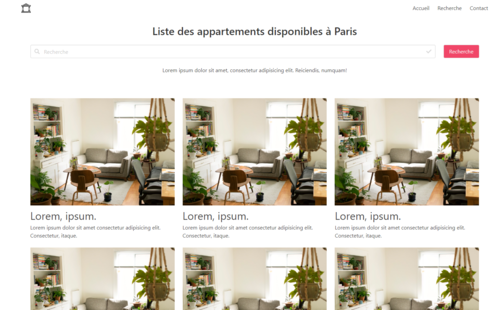 Accueil Recherche Contact
Liste des appartements disponibles à Paris
Recherche
Recherche
Lorem ipsum dolor sit amet, consectetur adipisicing elit. Reiciendis, numquam!
Lorem, ipsum.
Lorem ipsum dolor sit amet consectetur adipisicing elit.
Consectetur, itaque.
Lorem, ipsum.
Lorem ipsum dolor sit amet consectetur adipisicing elit.
Consectetur, itaque.
Lorem, ipsum.
Lorem ipsum dolor sit amet consectetur adipisicing elit.
Consectetur, itaque.